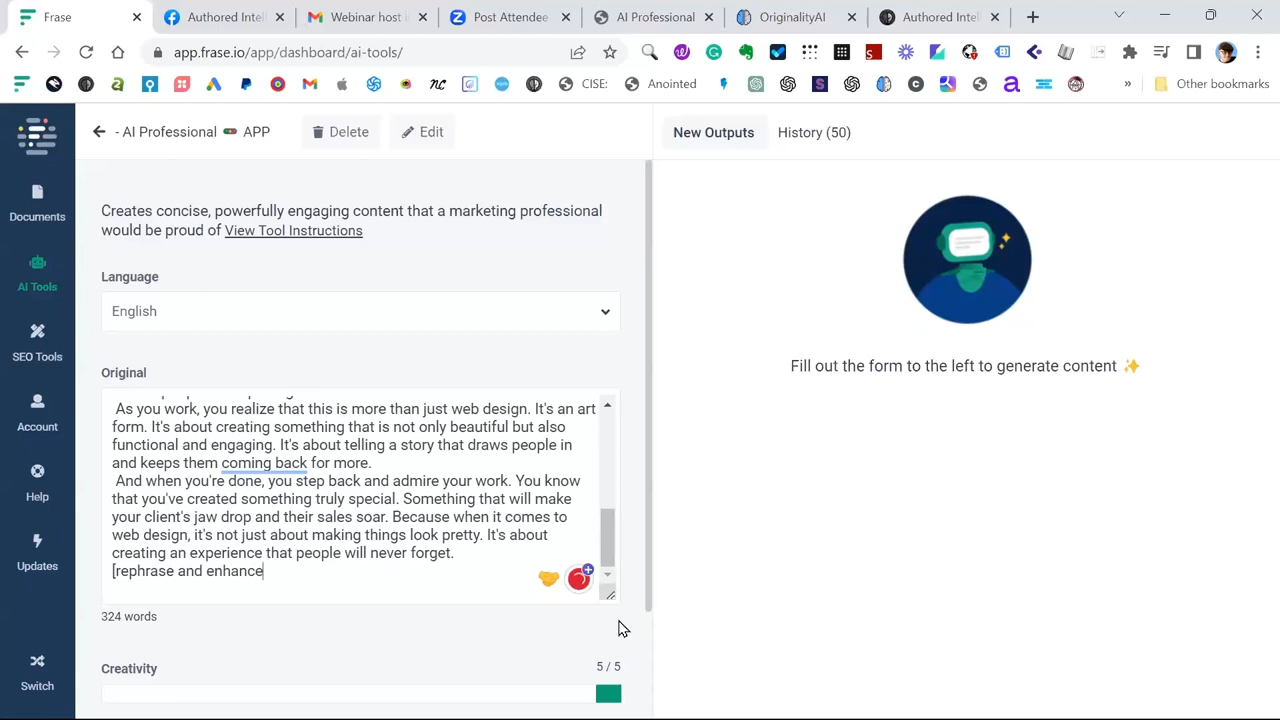 Frase
Authored Intel
Webinar host i
Post Attendee
AI Professional
OriginalityAI
Authored Intel
app.frase.io/app/dashboard/ai-tools/
CISE:
Anointed
Other bookmarks
- AI Professional APP
Delete
Edit
New Outputs
History (50)
Documents
AI Tools
SEO Tools
Account
Help
Updates
Switch
Creates concise, powerfully engaging content that a marketing professional
would be proud of View Tool Instructions
Language
English
Original
As you work, you realize that this is more than just web design. It's an art
form. It's about creating something that is not only beautiful but also
functional and engaging. It's about telling a story that draws people in
and keeps them coming back for more.
And when you're done, you step back and admire your work. You know
that you've created something truly special. Something that will make
your client's jaw drop and their sales soar. Because when it comes to
web design, it's not just about making things look pretty. It's about
creating an experience that people will never forget.
[rephrase and enhance
324 words
Creativity
5 / 5
Fill out the form to the left to generate content ✨